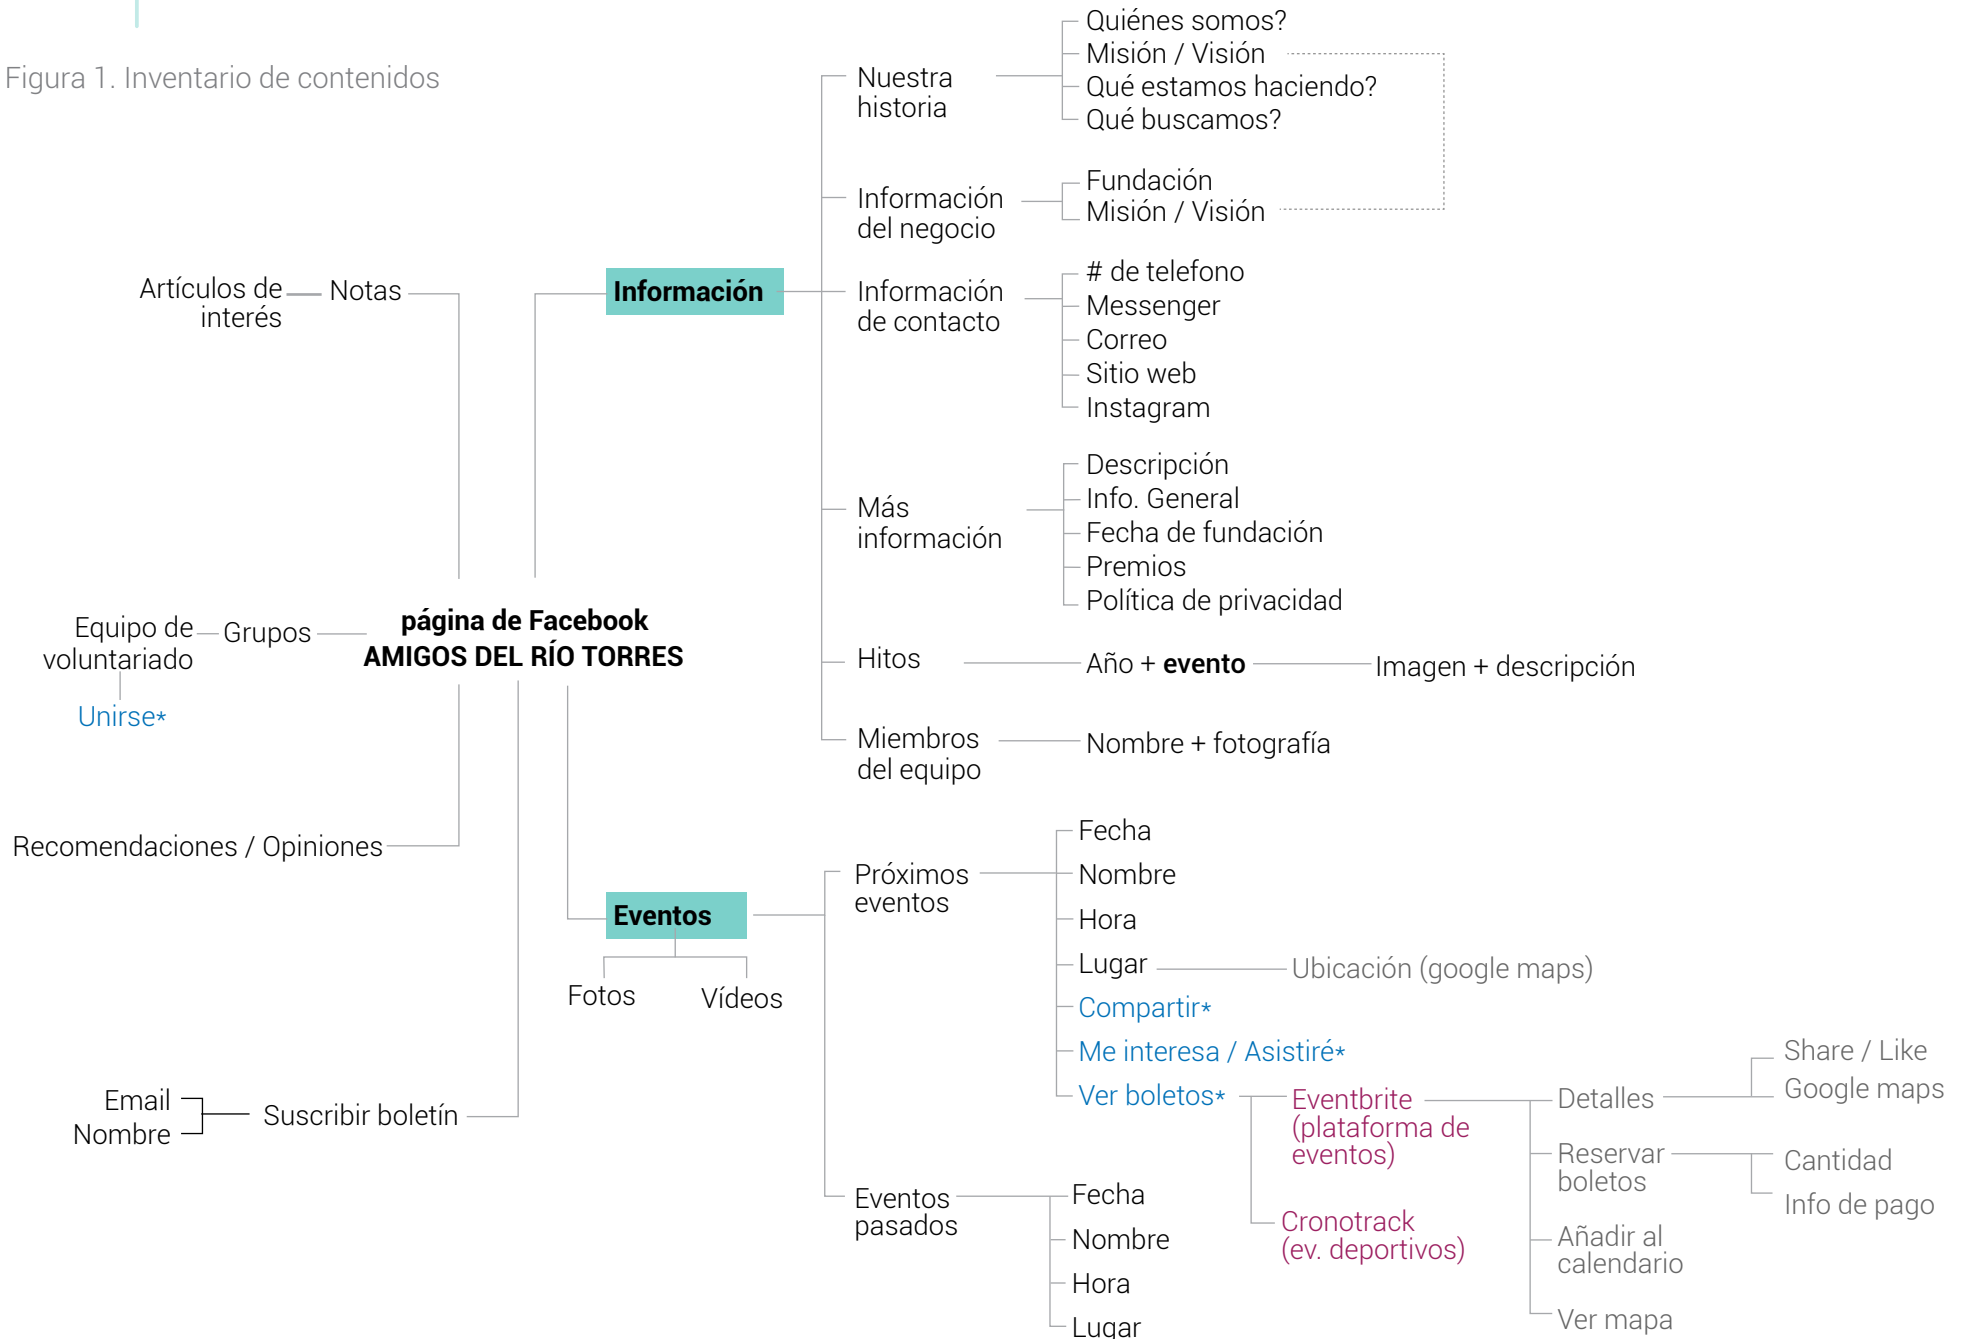 Figura 1. Inventario de contenidos
Quiénes somos?
Misión / Visión
Qué estamos haciendo?
Qué buscamos?
Nuestra
historia
Fundación
Misión / Visión
Información
del negocio
# de telefono
Messenger
Correo
Sitio web
Instagram
Información
de contacto
Información
Artículos de
interés
Notas
Descripción
Info. General
Fecha de fundación
Premios
Política de privacidad
Más
información
página de Facebook
AMIGOS DEL RÍO TORRES
Equipo de
voluntariado
Grupos
Unirse*
Hitos
Año + evento
Imagen + descripción
Miembros
del equipo
Nombre + fotografía
Recomendaciones / Opiniones
Eventos
Fotos
Vídeos
Próximos
eventos
Fecha
Nombre
Hora
Lugar
Ubicación (google maps)
Compartir*
Me interesa / Asistiré*
Ver boletos*
Eventbrite
(plataforma de
eventos)
Cronotrack
(ev. deportivos)
Detalles
Share / Like
Google maps
Reservar
boletos
Cantidad
Info de pago
Añadir al
calendario
Ver mapa
Email
Nombre
Suscribir boletín
Eventos
pasados
Fecha
Nombre
Hora
Lugar